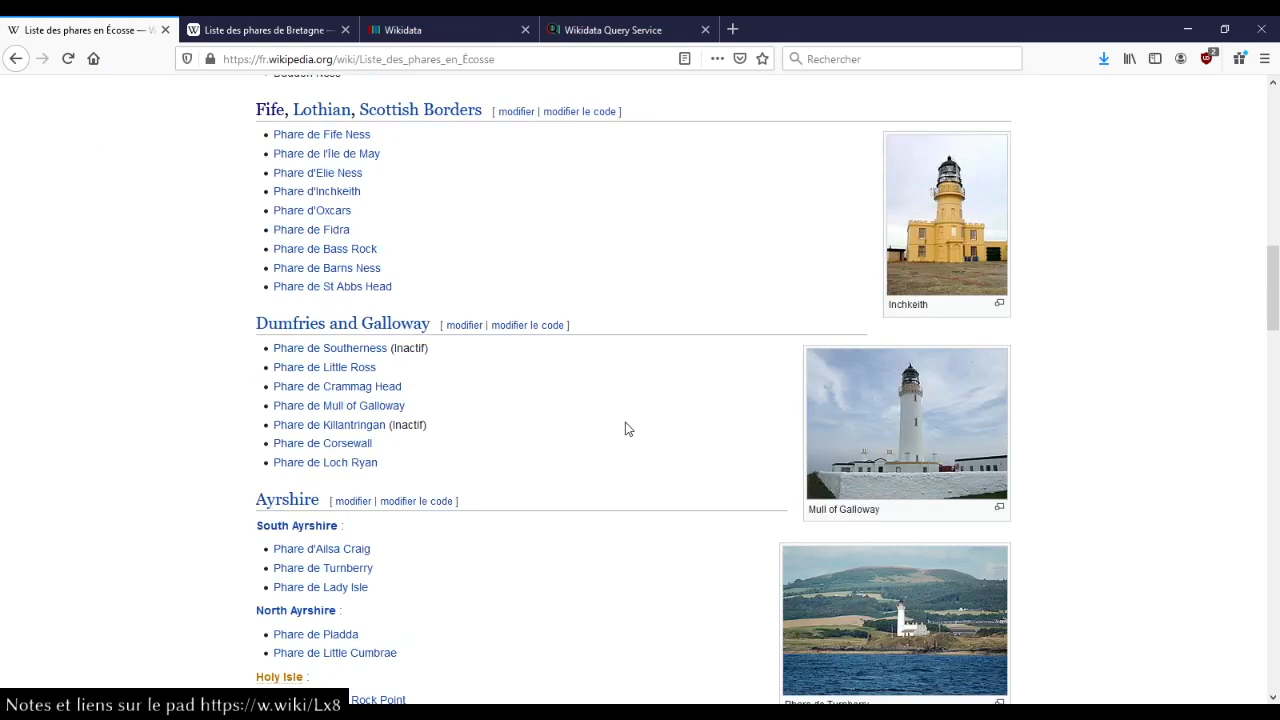 Liste des phares en Écosse — W
Liste des phares de Bretagne —
Wikidata
Wikidata Query Service
https://fr.wikipedia.org/wiki/Liste_des_phares_en_Écosse
Rechercher
2
Fife, Lothian, Scottish Borders [ modifier | modifier le code ]
Phare de Fife Ness
Phare de l'île de May
Phare d'Elie Ness
Phare d'Inchkeith
Phare d'Oxcars
Phare de Fidra
Phare de Bass Rock
Phare de Barns Ness
Phare de St Abbs Head
Inchkeith
Dumfries and Galloway [ modifier | modifier le code ]
Phare de Southerness (Inactif)
Phare de Little Ross
Phare de Crammag Head
Phare de Mull of Galloway
Phare de Killantringan (Inactif)
Phare de Corsewall
Phare de Loch Ryan
Mull of Galloway
Ayrshire [ modifier | modifier le code ]
South Ayrshire :
Phare d'Ailsa Craig
Phare de Turnberry
Phare de Lady Isle
North Ayrshire :
Phare de Pladda
Phare de Little Cumbrae
Holy Isle :
Rock Point
Phare de Turnberry
Notes et liens sur le pad https://w.wiki/Lx8